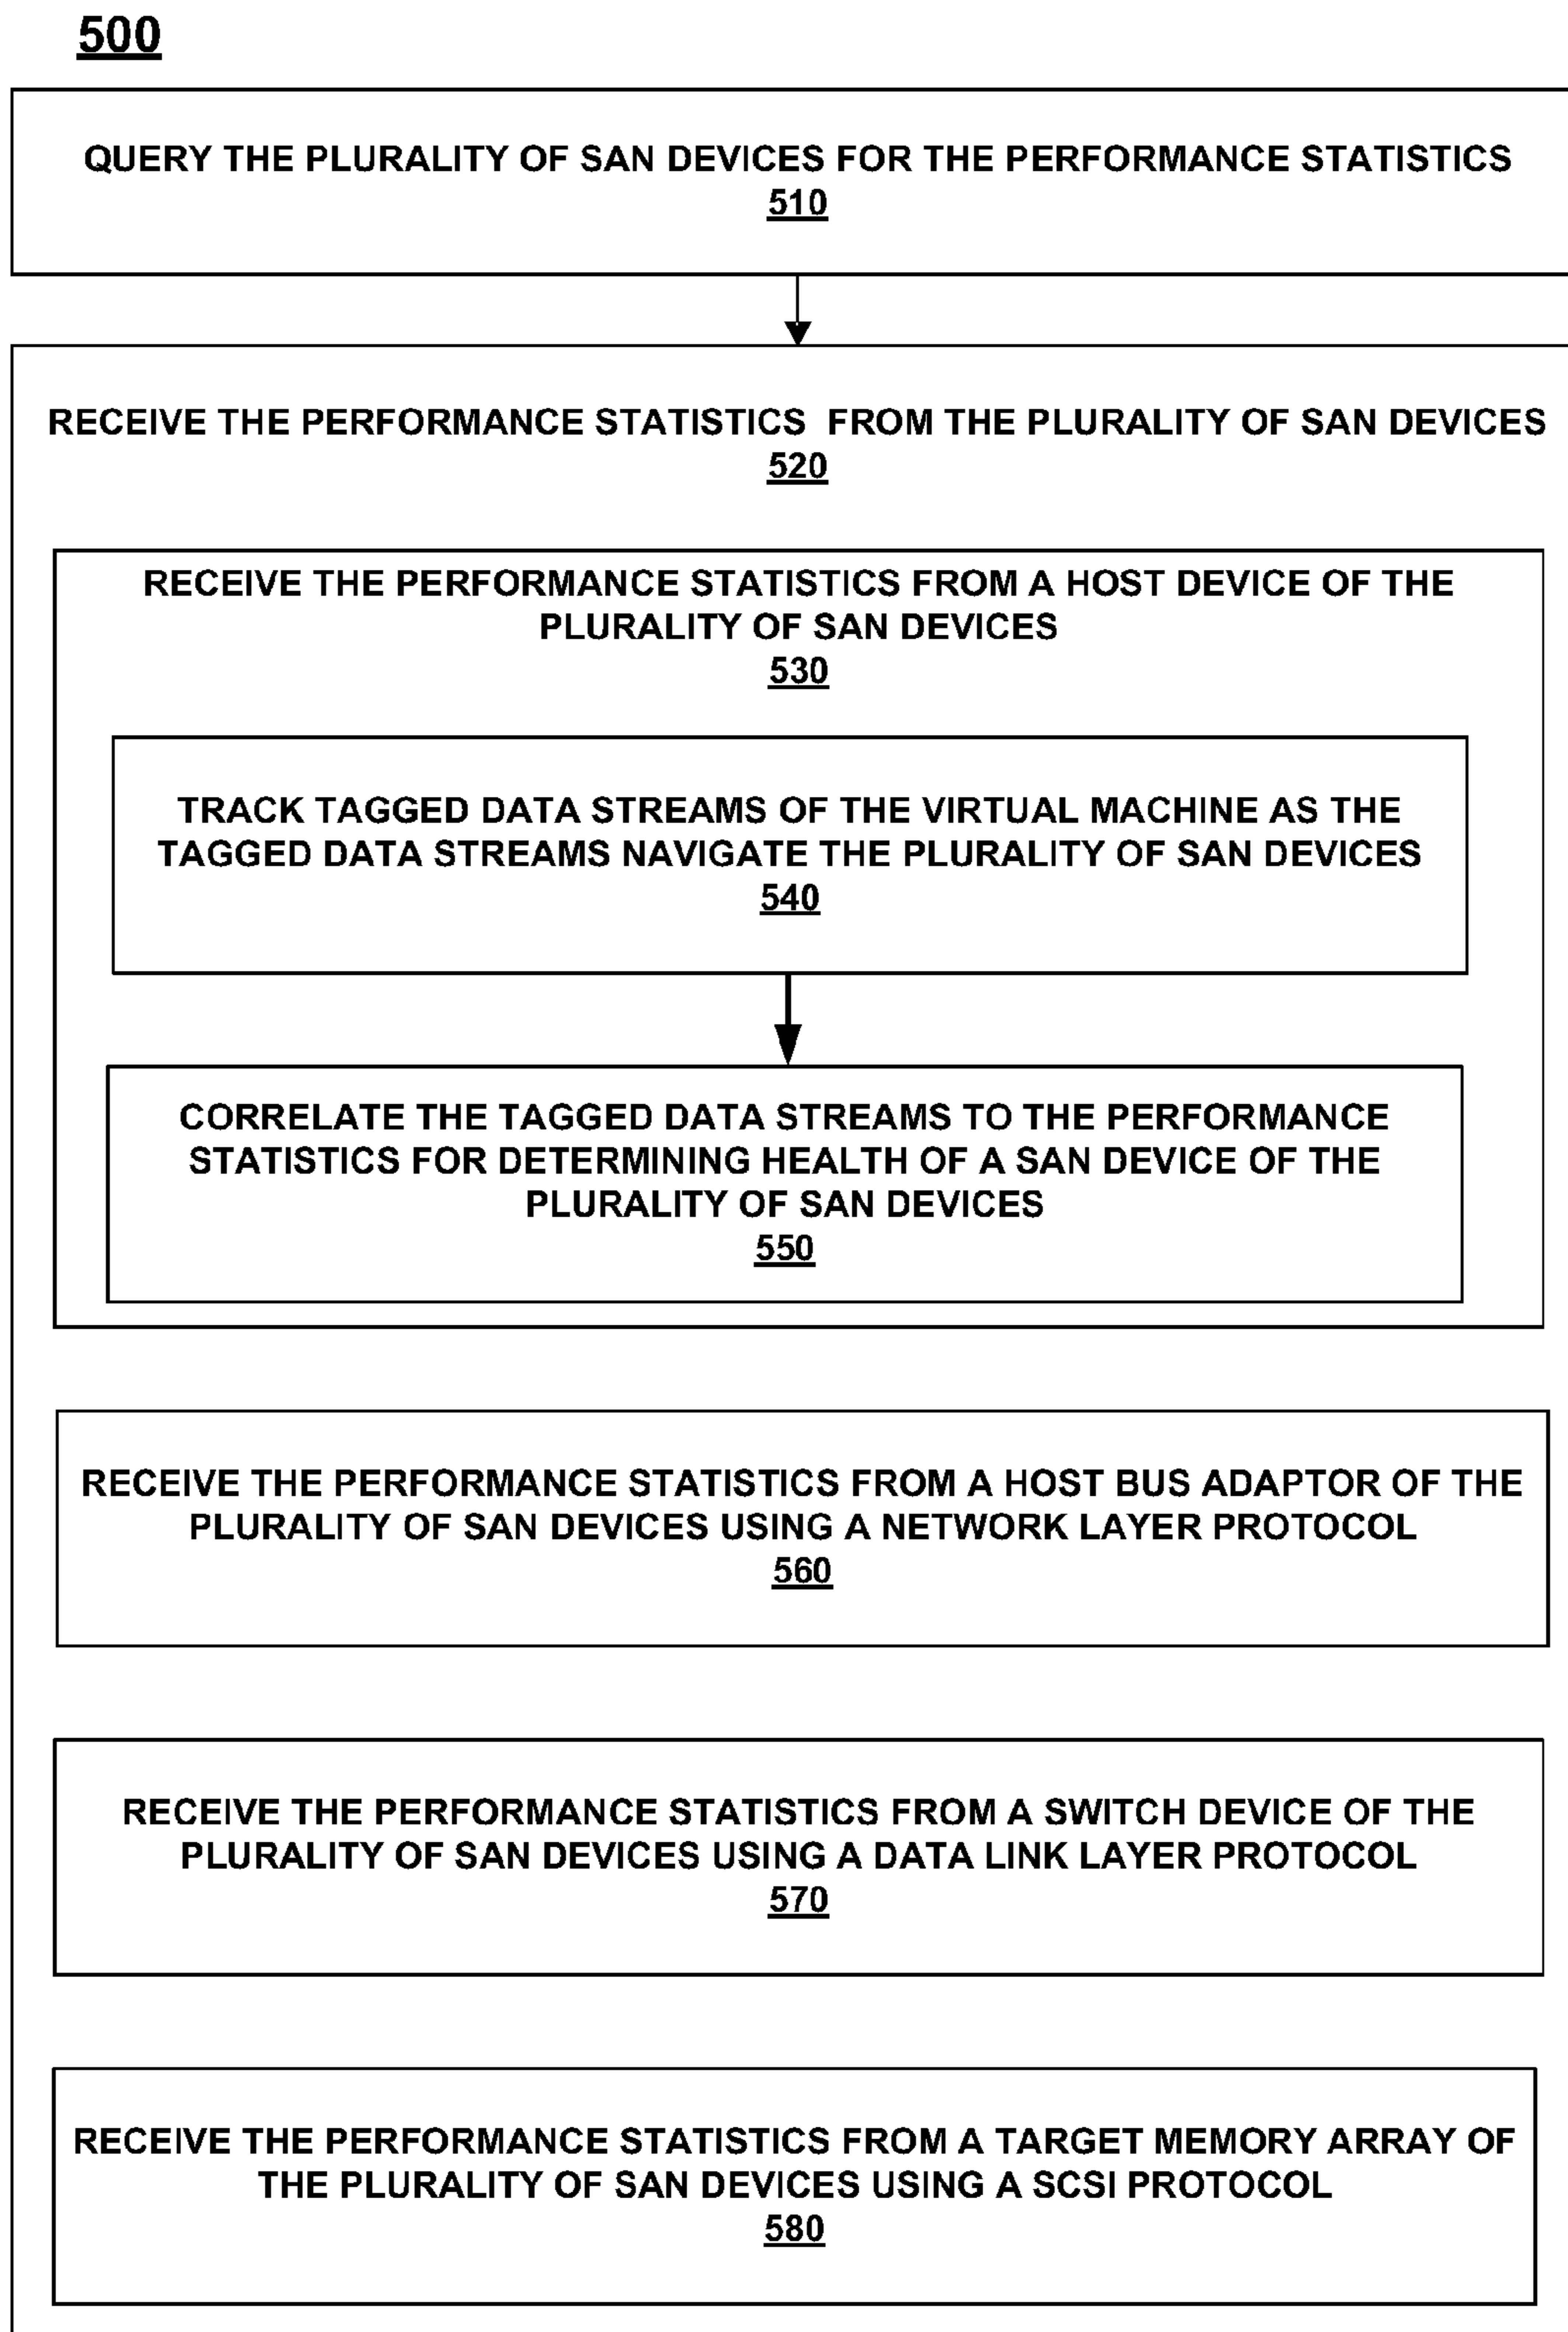 500
QUERY THE PLURALITY OF SAN DEVICES FOR THE PERFORMANCE STATISTICS
510
RECEIVE THE PERFORMANCE STATISTICS FROM THE PLURALITY OF SAN DEVICES
520
RECEIVE THE PERFORMANCE STATISTICS FROM A HOST DEVICE OF THE
PLURALITY OF SAN DEVICES
530
TRACK TAGGED DATA STREAMS OF THE VIRTUAL MACHINE AS THE
TAGGED DATA STREAMS NAVIGATE THE PLURALITY OF SAN DEVICES
540
CORRELATE THE TAGGED DATA STREAMS TO THE PERFORMANCE
STATISTICS FOR DETERMINING HEALTH OF A SAN DEVICE OF THE
PLURALITY OF SAN DEVICES
550
RECEIVE THE PERFORMANCE STATISTICS FROM A HOST BUS ADAPTOR OF THE
PLURALITY OF SAN DEVICES USING A NETWORK LAYER PROTOCOL
560
RECEIVE THE PERFORMANCE STATISTICS FROM A SWITCH DEVICE OF THE
PLURALITY OF SAN DEVICES USING A DATA LINK LAYER PROTOCOL
570
RECEIVE THE PERFORMANCE STATISTICS FROM A TARGET MEMORY ARRAY OF
THE PLURALITY OF SAN DEVICES USING A SCSI PROTOCOL
580